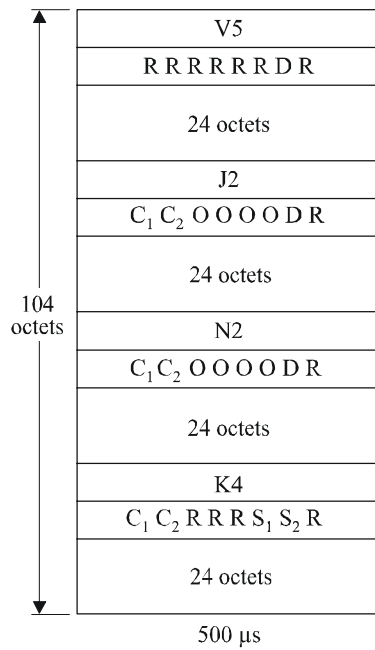 V5
R R R R R R D R
24 octets
J2
C₁ C₂ O O O O D R
24 octets
104
octets
N2
C₁ C₂ O O O O D R
24 octets
K4
C₁ C₂ R R R S₁ S₂ R
24 octets
500 µs